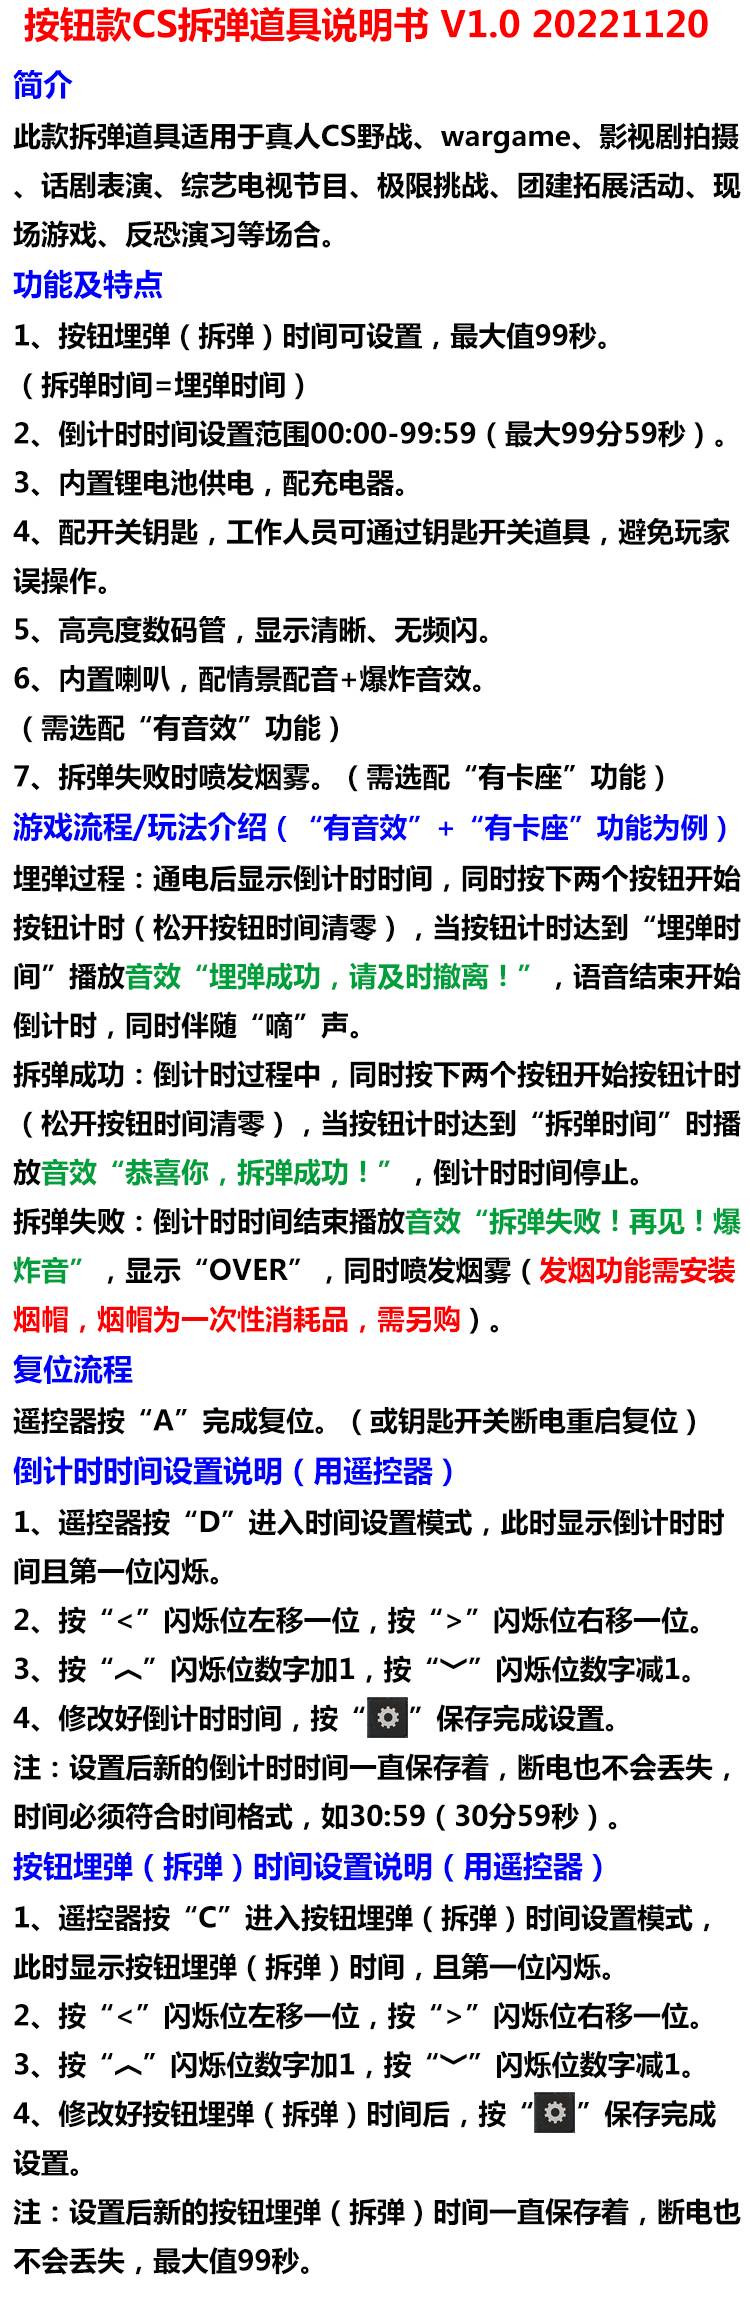 按钮款CS拆弹道具说明书 V1.0 20221120
简介
此款拆弹道具适用于真人CS野战、wargame、影视剧拍摄
、话剧表演、综艺电视节目、极限挑战、团建拓展活动、现
场游戏、反恐演习等场合。
功能及特点
1、按钮埋弹（拆弹）时间可设置，最大值99秒。
（拆弹时间=埋弹时间）
2、倒计时时间设置范围00:00-99:59（最大99分59秒）。
3、内置锂电池供电，配充电器。
4、配开关钥匙，工作人员可通过钥匙开关道具，避免玩家
误操作。
5、高亮度数码管，显示清晰、无频闪。
6、内置喇叭，配情景配音+爆炸音效。
（需选配“有音效”功能）
7、拆弹失败时喷发烟雾。（需选配“有卡座”功能）
游戏流程/玩法介绍（“有音效”+“有卡座”功能为例）
埋弹过程：通电后显示倒计时时间，同时按下两个按钮开始
按钮计时（松开按钮时间清零），当按钮计时达到“埋弹时
间”播放音效“埋弹成功，请及时撤离！”，语音结束开始
倒计时，同时伴随“嘀”声。
拆弹成功：倒计时过程中，同时按下两个按钮开始按钮计时
（松开按钮时间清零），当按钮计时达到“拆弹时间”时播
放音效“恭喜你，拆弹成功！”，倒计时时间停止。
拆弹失败：倒计时时间结束播放音效“拆弹失败！再见！爆
炸音”，显示“OVER”，同时喷发烟雾（发烟功能需安装
烟帽，烟帽为一次性消耗品，需另购）。
复位流程
遥控器按“A”完成复位。（或钥匙开关断电重启复位）
倒计时时间设置说明（用遥控器）
1、遥控器按“D”进入时间设置模式，此时显示倒计时时
间且第一位闪烁。
2、按“<”闪烁位左移一位，按“>”闪烁位右移一位。
3、按“︿”闪烁位数字加1，按“﹀”闪烁位数字减1。
4、修改好倒计时时间，按“⚙”保存完成设置。
注：设置后新的倒计时时间一直保存着，断电也不会丢失，
时间必须符合时间格式，如30:59（30分59秒）。
按钮埋弹（拆弹）时间设置说明（用遥控器）
1、遥控器按“C”进入按钮埋弹（拆弹）时间设置模式，
此时显示按钮埋弹（拆弹）时间，且第一位闪烁。
2、按“<”闪烁位左移一位，按“>”闪烁位右移一位。
3、按“︿”闪烁位数字加1，按“﹀”闪烁位数字减1。
4、修改好按钮埋弹（拆弹）时间后，按“⚙”保存完成
设置。
注：设置后新的按钮埋弹（拆弹）时间一直保存着，断电也
不会丢失，最大值99秒。